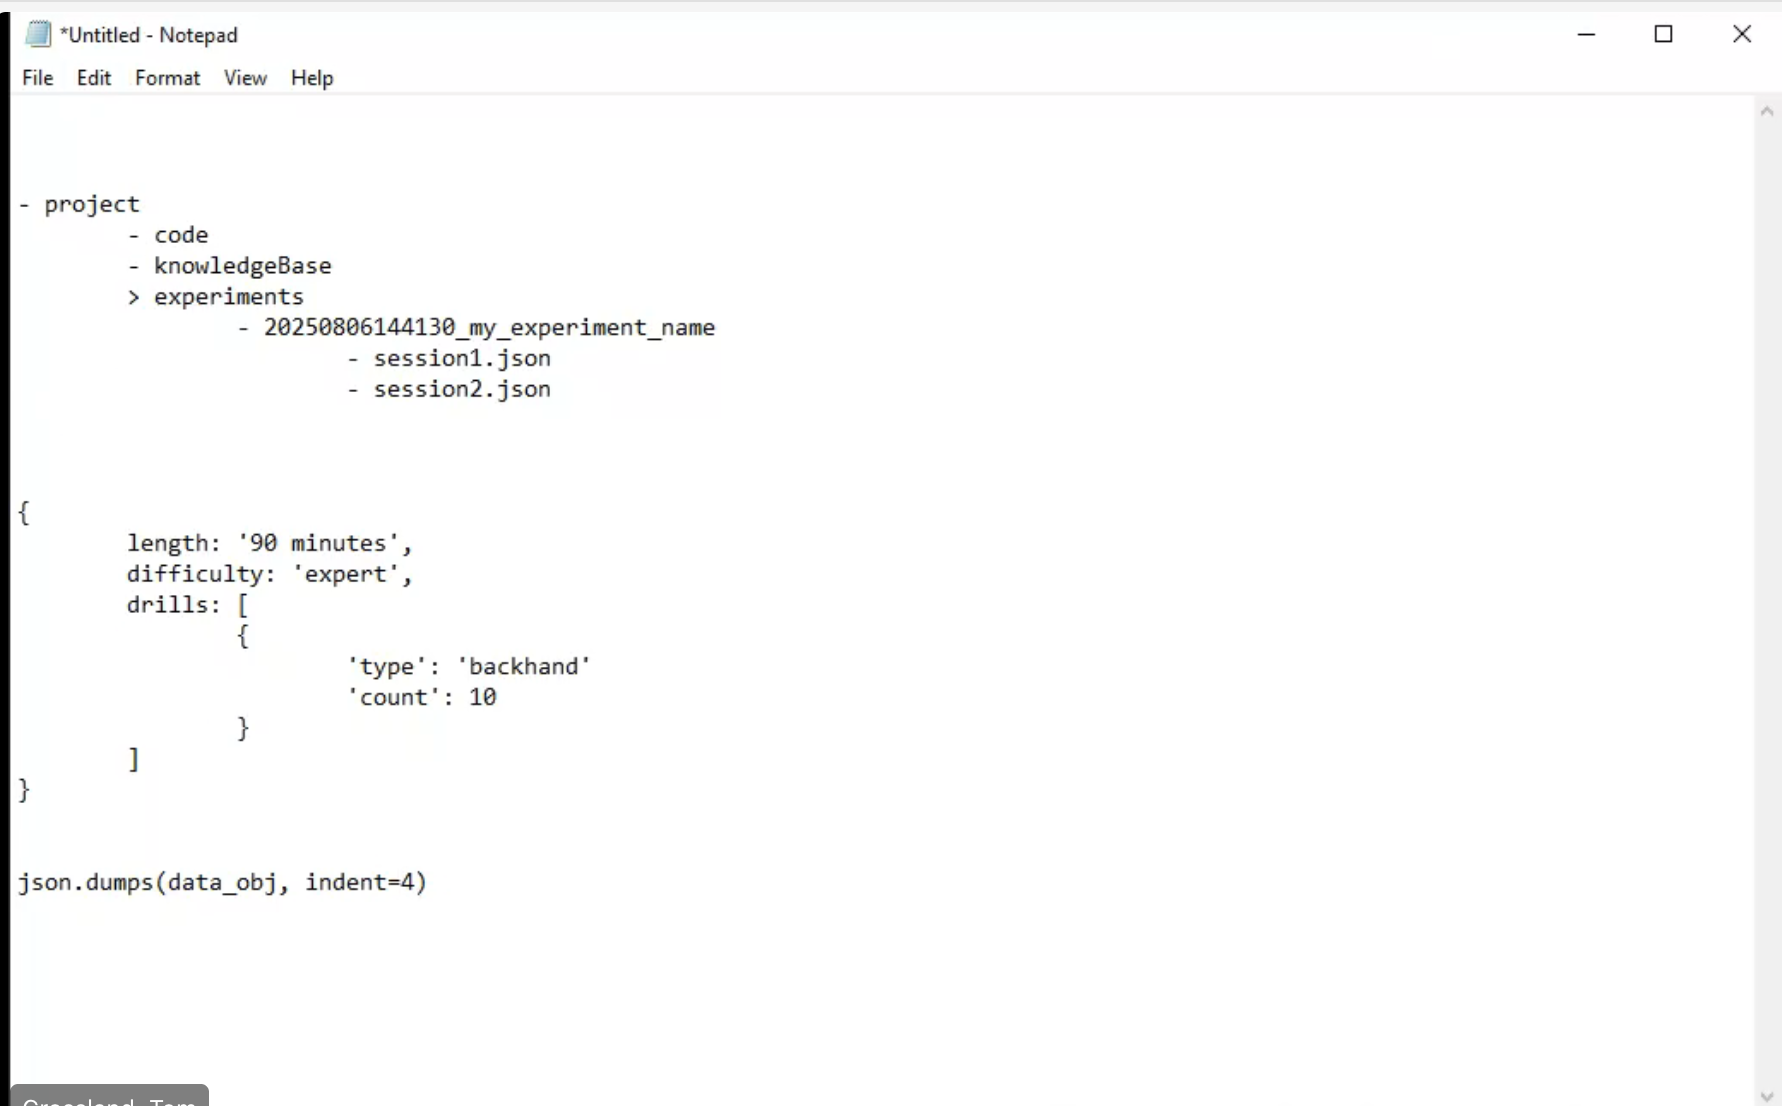 *Untitled - Notepad
File Edit Format View Help
- project
- code
- knowledgeBase
> experiments
- 20250806144130_my_experiment_name
- session1.json
- session2.json
{
length: '90 minutes',
difficulty: 'expert',
drills: [
{
'type': 'backhand'
'count': 10
}
]
}
json.dumps(data_obj, indent=4)